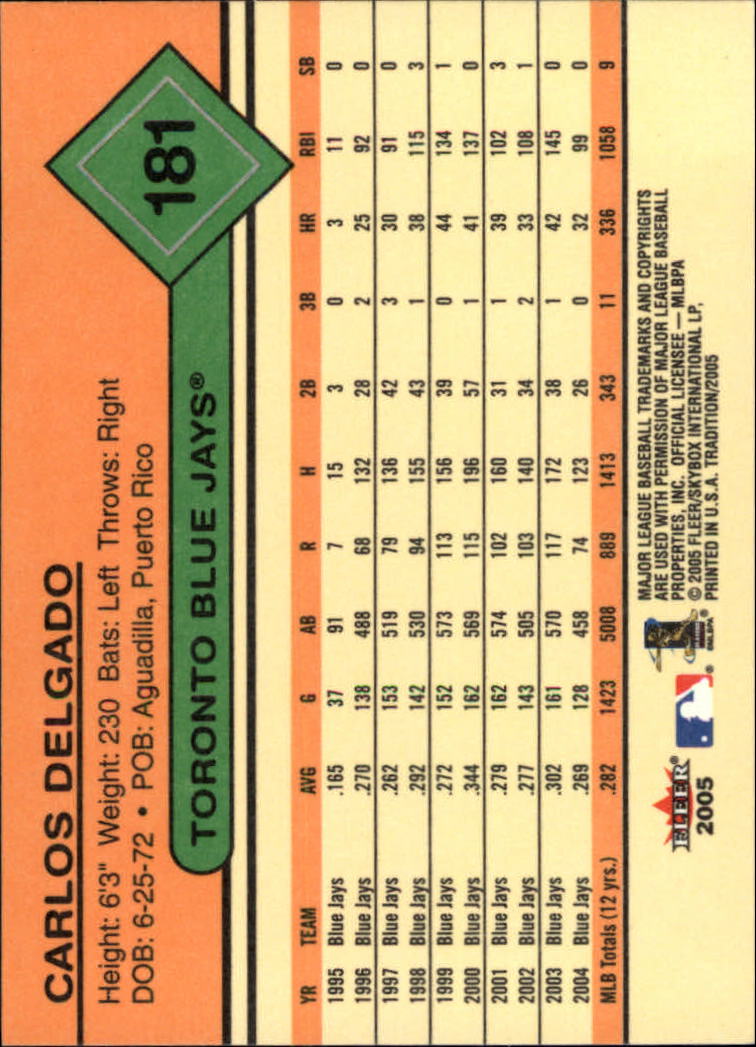 CARLOS DELGADO
Height: 6'3" Weight: 230 Bats: Left Throws: Right
DOB: 6-25-72 • POB: Aguadilla, Puerto Rico
181
TORONTO BLUE JAYS®
YR TEAM AVG G AB R H 2B 3B HR RBI SB
1995 Blue Jays .165 37 91 7 15 3 0 3 11 0
1996 Blue Jays .270 138 488 68 132 28 2 25 92 0
1997 Blue Jays .262 153 519 79 136 42 3 30 91 0
1998 Blue Jays .292 142 530 94 155 43 1 38 115 3
1999 Blue Jays .272 152 573 113 156 39 0 44 134 1
2000 Blue Jays .344 162 569 115 196 57 1 41 137 0
2001 Blue Jays .279 162 574 102 160 31 1 39 102 3
2002 Blue Jays .277 143 505 103 140 34 2 33 108 1
2003 Blue Jays .302 161 570 117 172 38 1 42 145 0
2004 Blue Jays .269 128 458 74 123 26 0 32 99 0
MLB Totals (12 yrs.) .282 1423 5008 889 1413 343 11 336 1058 9
FLEER®
2005
®
©MLBPA
MAJOR LEAGUE BASEBALL TRADEMARKS AND COPYRIGHTS
ARE USED WITH PERMISSION OF MAJOR LEAGUE BASEBALL
PROPERTIES, INC. OFFICIAL LICENSEE — MLBPA
© 2005 FLEER/SKYBOX INTERNATIONAL LP,
PRINTED IN U.S.A. TRADITION/2005